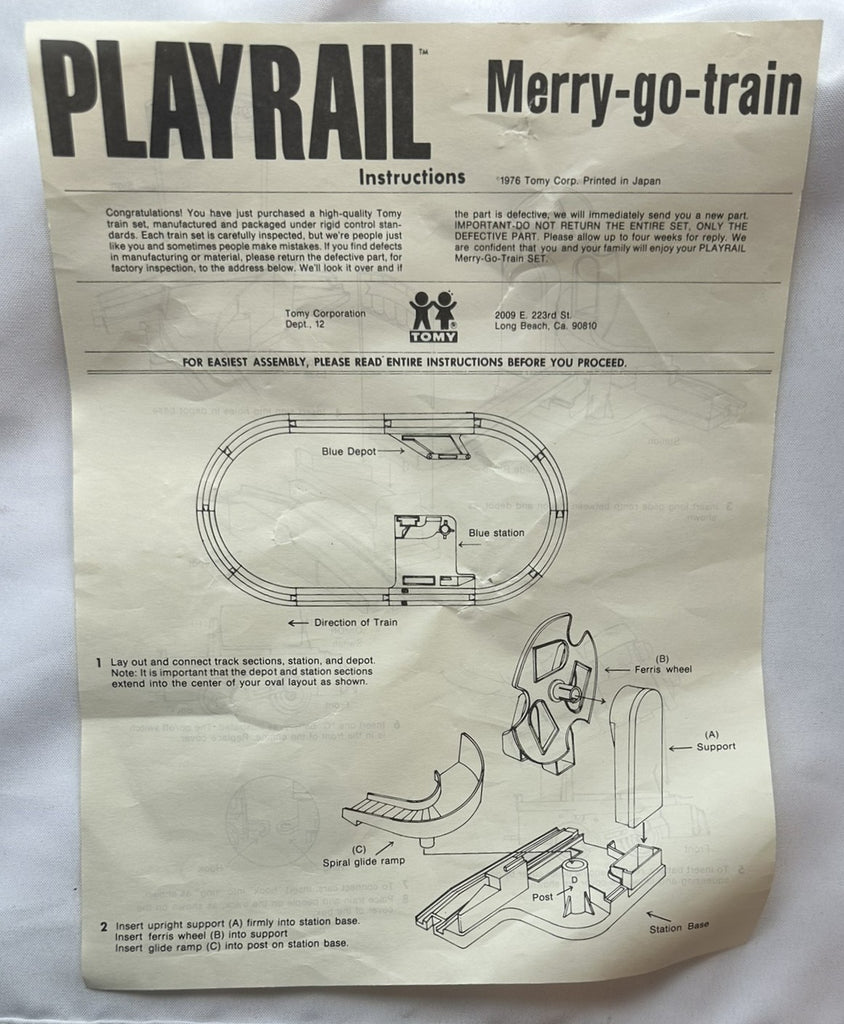 PLAYRAIL™
Merry-go-train
Instructions
©1976 Tomy Corp. Printed in Japan
Congratulations! You have just purchased a high-quality Tomy
train set, manufactured and packaged under rigid control stan-
dards. Each train set is carefully inspected, but we're people just
like you and sometimes people make mistakes. If you find defects
in manufacturing or material, please return the defective part, for
factory inspection, to the address below. We'll look it over and if
the part is defective, we will immediately send you a new part.
IMPORTANT-DO NOT RETURN THE ENTIRE SET, ONLY THE
DEFECTIVE PART. Please allow up to four weeks for reply. We
are confident that you and your family will enjoy your PLAYRAIL
Merry-Go-Train SET.
Tomy Corporation
Dept., 12
TOMY®
2009 E. 223rd St.
Long Beach, Ca. 90810
FOR EASIEST ASSEMBLY, PLEASE READ ENTIRE INSTRUCTIONS BEFORE YOU PROCEED.
Blue Depot
Blue station
Direction of Train
1 Lay out and connect track sections, station, and depot.
Note: It is important that the depot and station sections
extend into the center of your oval layout as shown.
(B)
Ferris wheel
(A)
Support
(C)
Spiral glide ramp
D
Post
Station Base
2 Insert upright support (A) firmly into station base.
Insert ferris wheel (B) into support
Insert glide ramp (C) into post on station base.